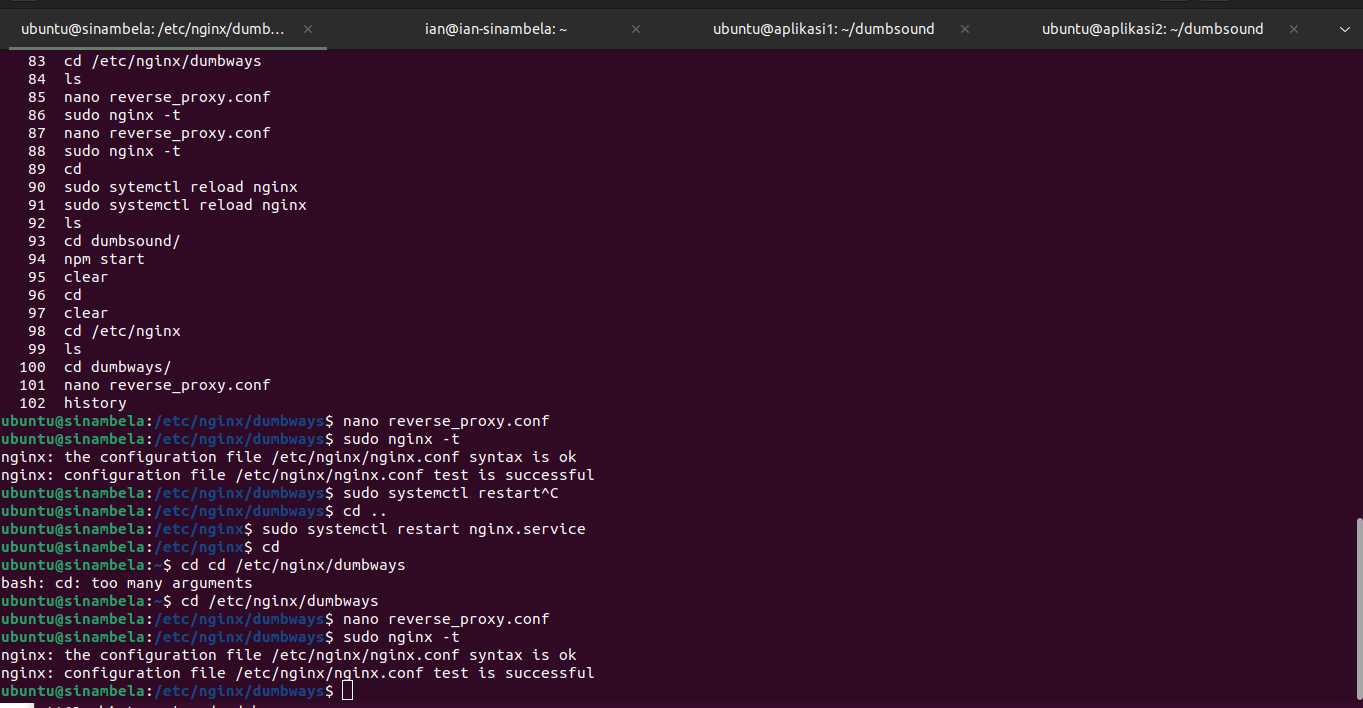 ubuntu@sinambela: /etc/nginx/dumb... × ian@ian-sinambela: ~ × ubuntu@aplikasi1: ~/dumbsound × ubuntu@aplikasi2: ~/dumbsound ×
83 cd /etc/nginx/dumbways
84 ls
85 nano reverse_proxy.conf
86 sudo nginx -t
87 nano reverse_proxy.conf
88 sudo nginx -t
89 cd
90 sudo sytemctl reload nginx
91 sudo systemctl reload nginx
92 ls
93 cd dumbsound/
94 npm start
95 clear
96 cd
97 clear
98 cd /etc/nginx
99 ls
100 cd dumbways/
101 nano reverse_proxy.conf
102 history
ubuntu@sinambela:/etc/nginx/dumbways$ nano reverse_proxy.conf
ubuntu@sinambela:/etc/nginx/dumbways$ sudo nginx -t
nginx: the configuration file /etc/nginx/nginx.conf syntax is ok
nginx: configuration file /etc/nginx/nginx.conf test is successful
ubuntu@sinambela:/etc/nginx/dumbways$ sudo systemctl restart^C
ubuntu@sinambela:/etc/nginx/dumbways$ cd ..
ubuntu@sinambela:/etc/nginx$ sudo systemctl restart nginx.service
ubuntu@sinambela:/etc/nginx$ cd
ubuntu@sinambela:~$ cd cd /etc/nginx/dumbways
bash: cd: too many arguments
ubuntu@sinambela:~$ cd /etc/nginx/dumbways
ubuntu@sinambela:/etc/nginx/dumbways$ nano reverse_proxy.conf
ubuntu@sinambela:/etc/nginx/dumbways$ sudo nginx -t
nginx: the configuration file /etc/nginx/nginx.conf syntax is ok
nginx: configuration file /etc/nginx/nginx.conf test is successful
ubuntu@sinambela:/etc/nginx/dumbways$